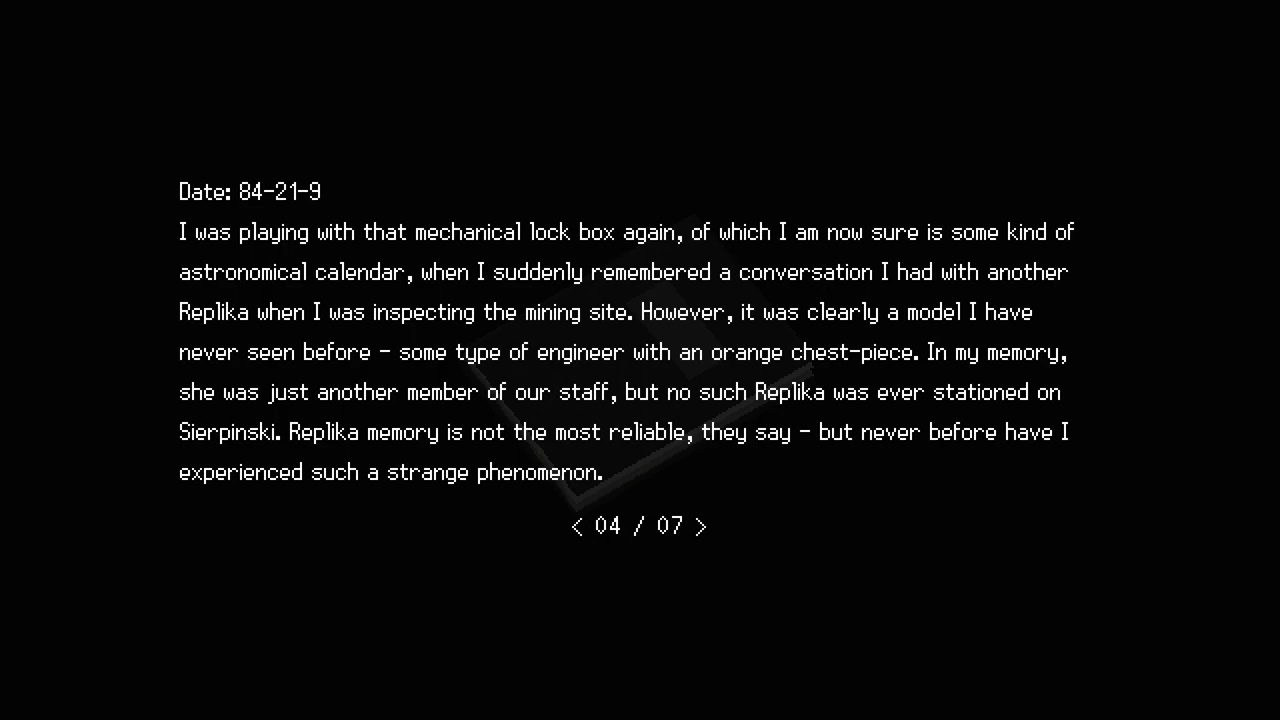 Date: 84-21-9
I was playing with that mechanical lock box again, of which I am now sure is some kind of
astronomical calendar, when I suddenly remembered a conversation I had with another
Replika when I was inspecting the mining site. However, it was clearly a model I have
never seen before - some type of engineer with an orange chest-piece. In my memory,
she was just another member of our staff, but no such Replika was ever stationed on
Sierpinski. Replika memory is not the most reliable, they say - but never before have I
experienced such a strange phenomenon.
< 04 / 07 >